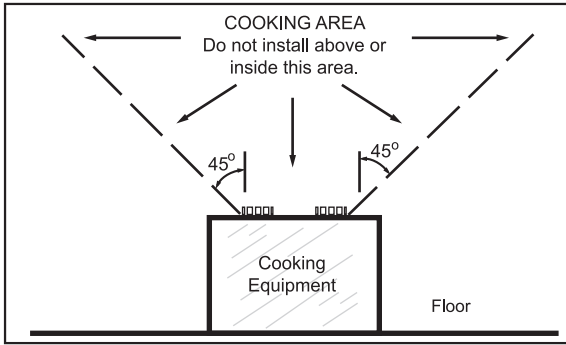 COOKING AREA
Do not install above or
inside this area.
45°
45°
Cooking
Equipment
Floor